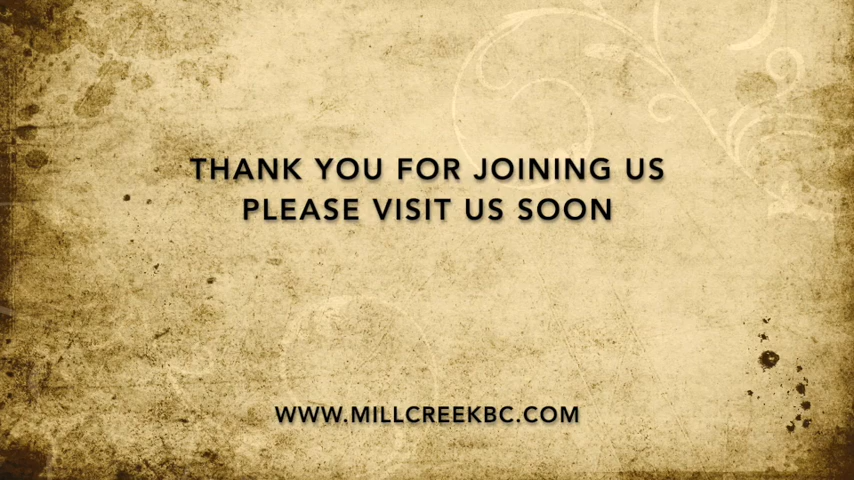 THANK YOU FOR JOINING US
PLEASE VISIT US SOON
WWW.MILLCREEKBC.COM